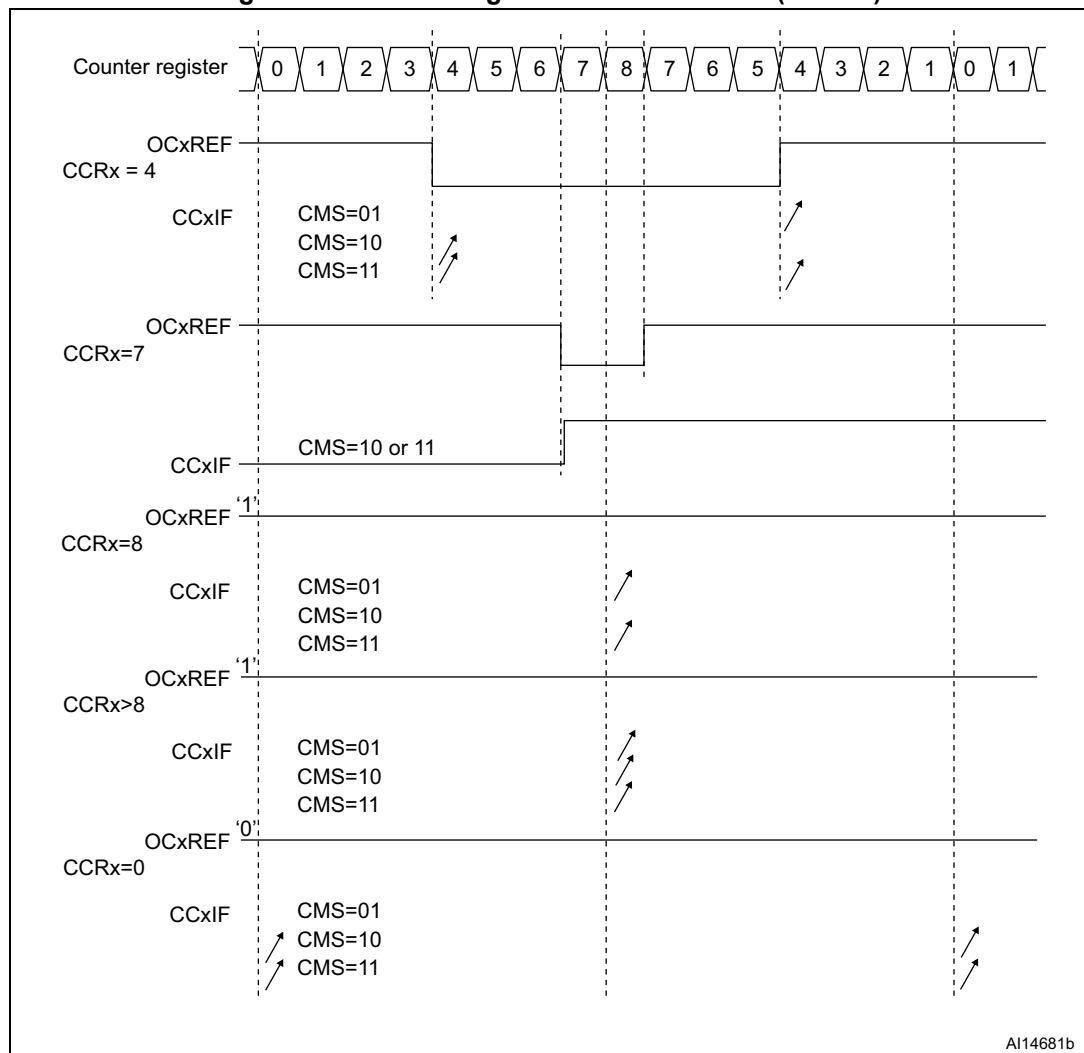 Counter register 0 1 2 3 4 5 6 7 8 7 6 5 4 3 2 1 0 1
OCxREF
CCRx = 4
CCxIF CMS=01
CMS=10
CMS=11
OCxREF
CCRx=7
CMS=10 or 11
CCxIF
OCxREF '1'
CCRx=8
CCxIF CMS=01
CMS=10
CMS=11
OCxREF '1'
CCRx>8
CCxIF CMS=01
CMS=10
CMS=11
OCxREF '0'
CCRx=0
CCxIF CMS=01
CMS=10
CMS=11
AI14681b